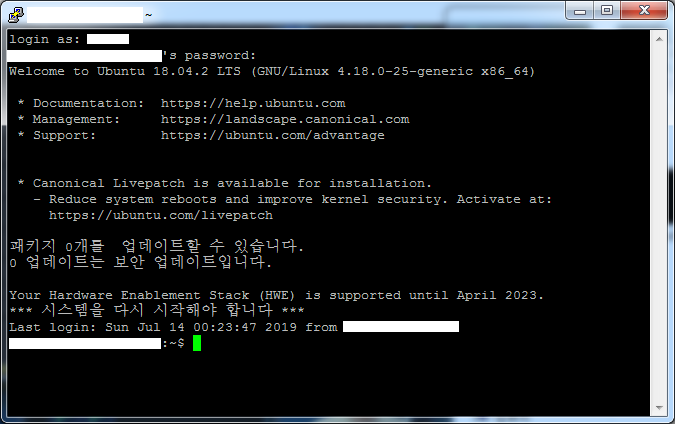 ~
login as:
's password:
Welcome to Ubuntu 18.04.2 LTS (GNU/Linux 4.18.0-25-generic x86_64)
* Documentation:  https://help.ubuntu.com
* Management:     https://landscape.canonical.com
* Support:        https://ubuntu.com/advantage
* Canonical Livepatch is available for installation.
- Reduce system reboots and improve kernel security. Activate at:
https://ubuntu.com/livepatch
패키지 0개를  업데이트할 수 있습니다.
0 업데이트는 보안 업데이트입니다.
Your Hardware Enablement Stack (HWE) is supported until April 2023.
*** 시스템을 다시 시작해야 합니다 ***
Last login: Sun Jul 14 00:23:47 2019 from
:~$